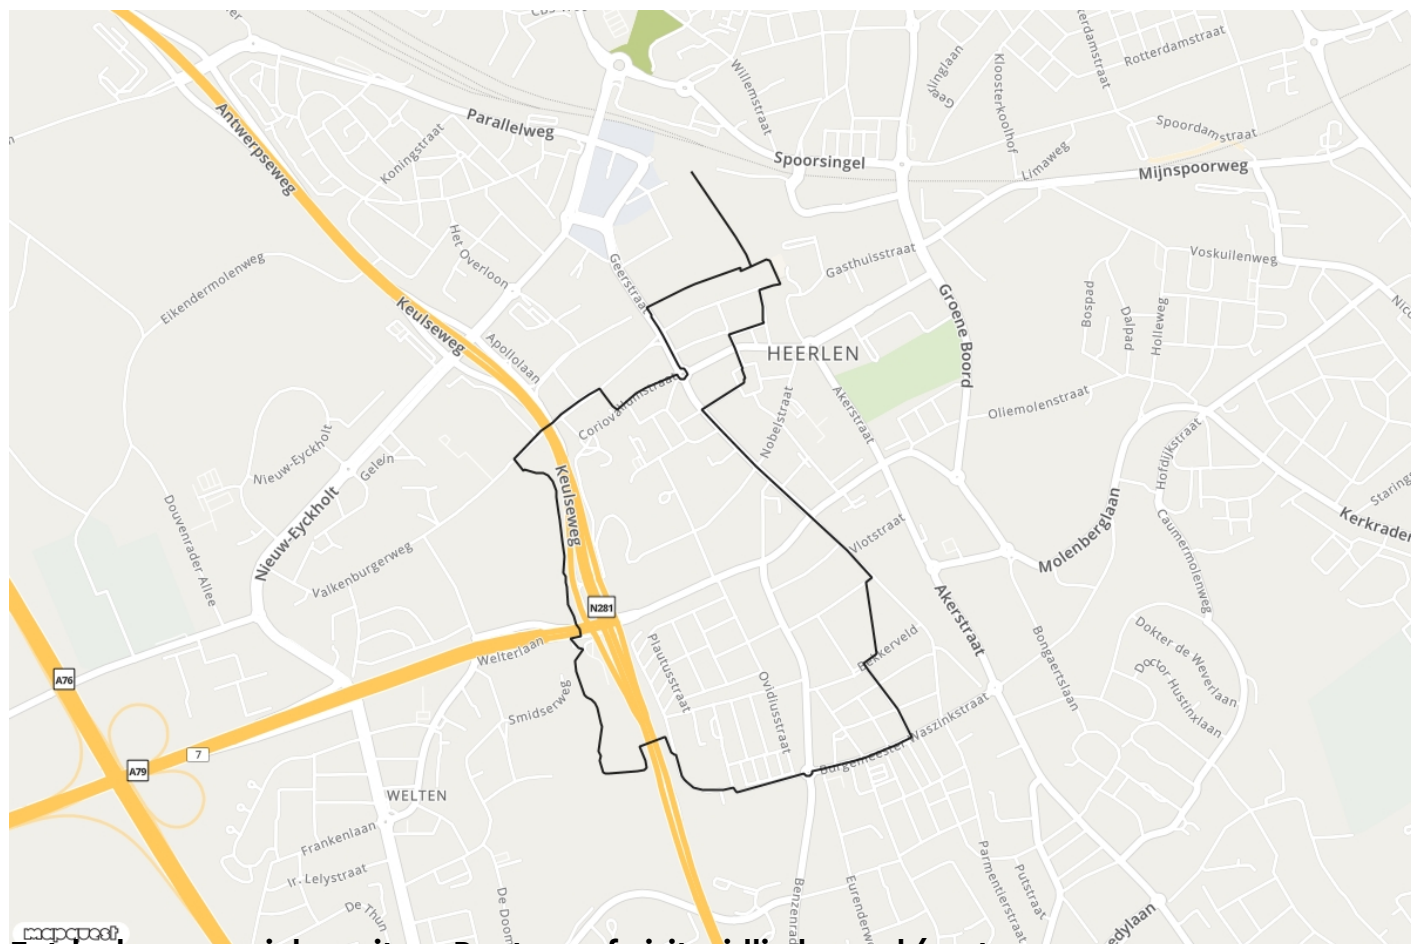 Rotterdamstraat
Willemstraat
Kloosterkoolhof
Antwerpseweg
Parallelweg
Koningstraat
Spoorsingel
Spoordamstraat
Limaweg
Mijnspoorweg
Het Overloon
Geerstraat
Gasthuisstraat
Voskuilenweg
Eikendermolenweg
Keulseweg
Apollolaan
Groene Boord
Bospad
Dalpad
Holleweg
HEERLEN
Coriovallumstraat
Nobelstraat
Akerstraat
Oliemolenstraat
Nieuw-Eyckholt
Geleen
Hofdijkstraat
Keulseweg
Douvenrader Allee
Nieuw-Eyckholt
Valkenburgerweg
Vlotstraat
Molenberglaan
Caumermolenweg
N281
Akerstraat
Welterlaan
Plautusstraat
Bekkerveld
Bongaertslaan
Dokter de Weverlaan
Doctor Hustinxlaan
A76
Smidserweg
Ovidiusstraat
Burgemeester Waszinkstraat
7
A79
WELTEN
Frankenlaan
Ir. Lelystraat
De Thun
Parmentierstraat
Putstraat
mapquest